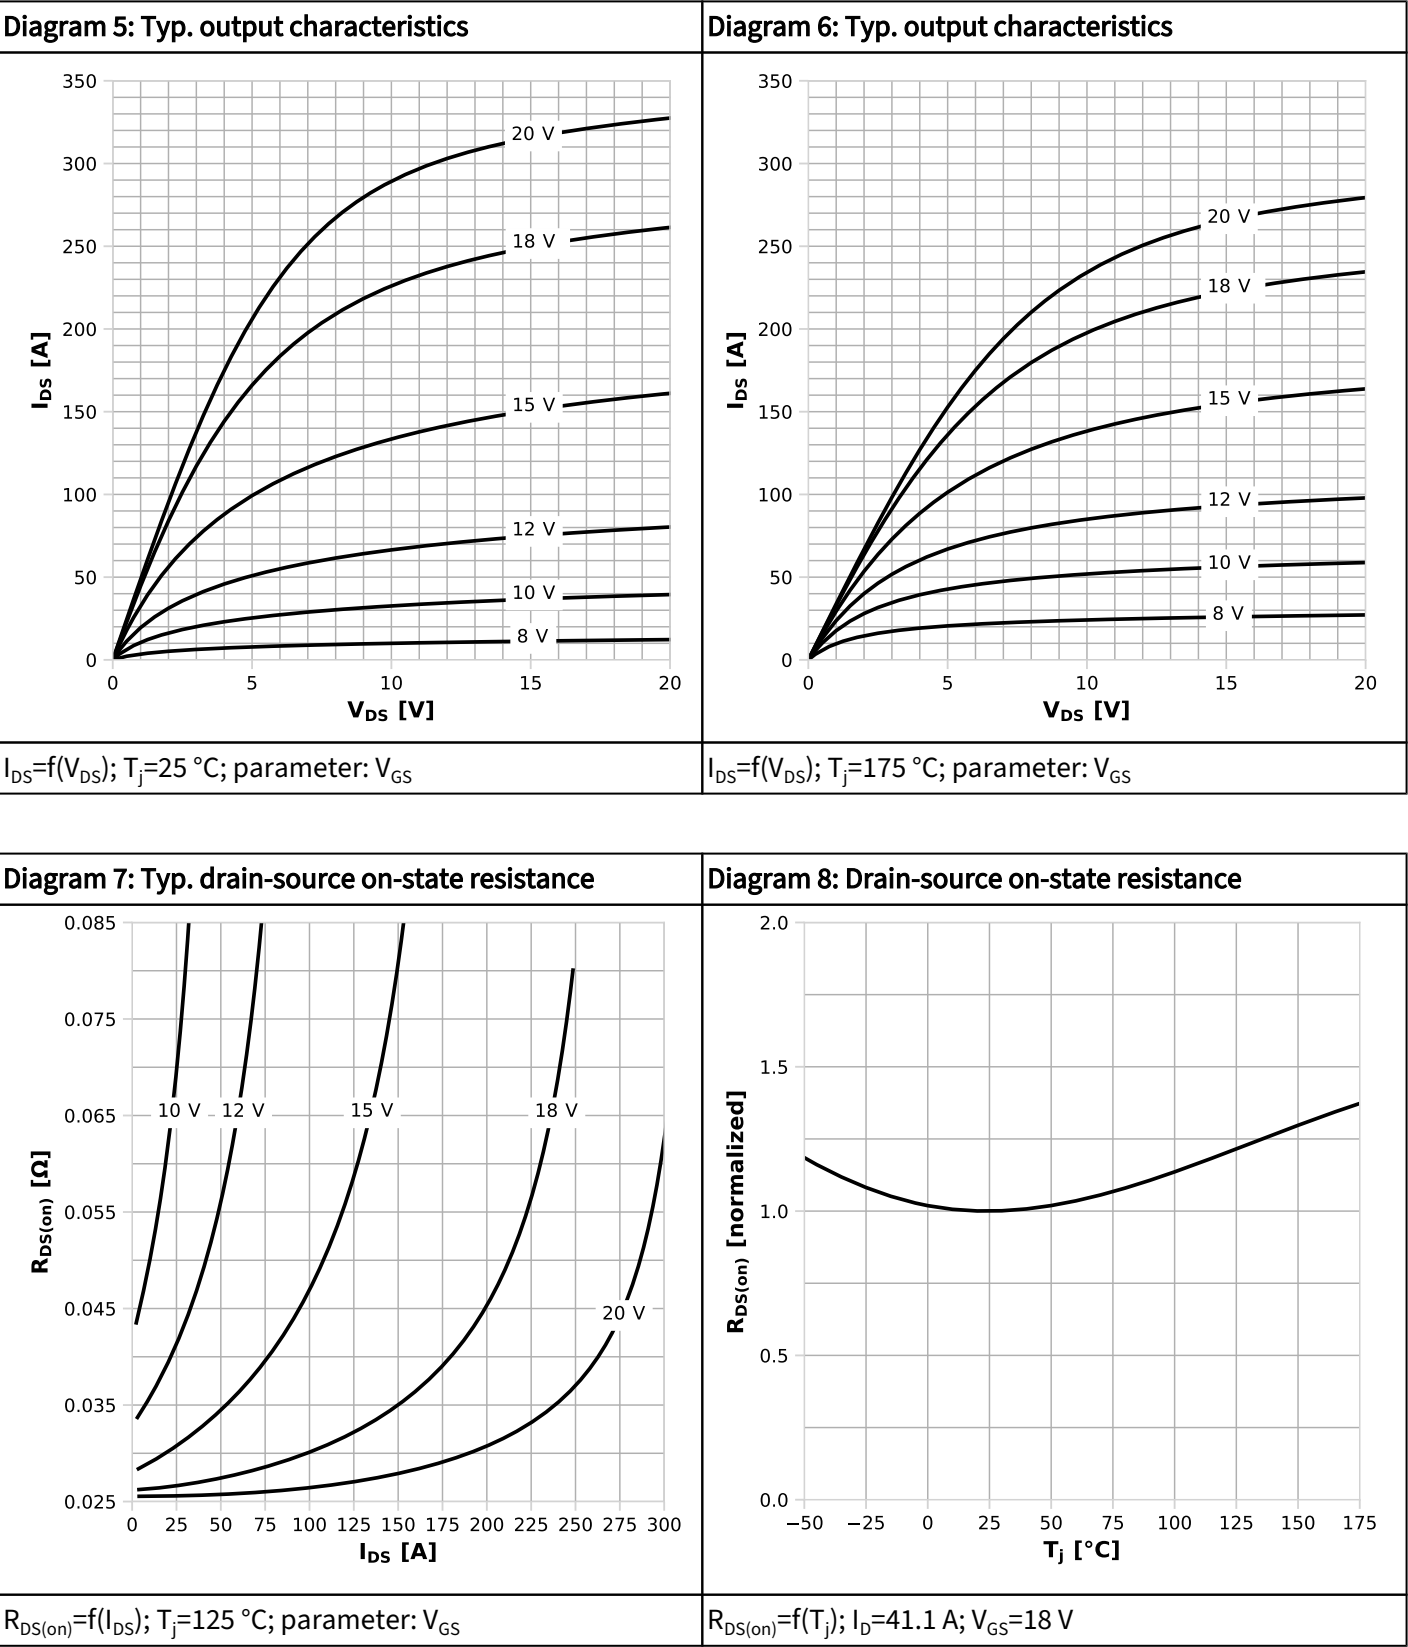 Diagram 5: Typ. output characteristics
350
300
250
200
150
100
50
0
I_DS [A]
20 V
18 V
15 V
12 V
10 V
8 V
0 5 10 15 20
V_DS [V]
I_DS=f(V_DS); T_j=25 °C; parameter: V_GS
Diagram 6: Typ. output characteristics
350
300
250
200
150
100
50
0
I_DS [A]
20 V
18 V
15 V
12 V
10 V
8 V
0 5 10 15 20
V_DS [V]
I_DS=f(V_DS); T_j=175 °C; parameter: V_GS
Diagram 7: Typ. drain-source on-state resistance
0.085
0.075
0.065
0.055
0.045
0.035
0.025
R_DS(on) [Ω]
10 V 12 V 15 V 18 V
20 V
0 25 50 75 100 125 150 175 200 225 250 275 300
I_DS [A]
R_DS(on)=f(I_DS); T_j=125 °C; parameter: V_GS
Diagram 8: Drain-source on-state resistance
2.0
1.5
1.0
0.5
0.0
R_DS(on) [normalized]
−50 −25 0 25 50 75 100 125 150 175
T_j [°C]
R_DS(on)=f(T_j); I_D=41.1 A; V_GS=18 V